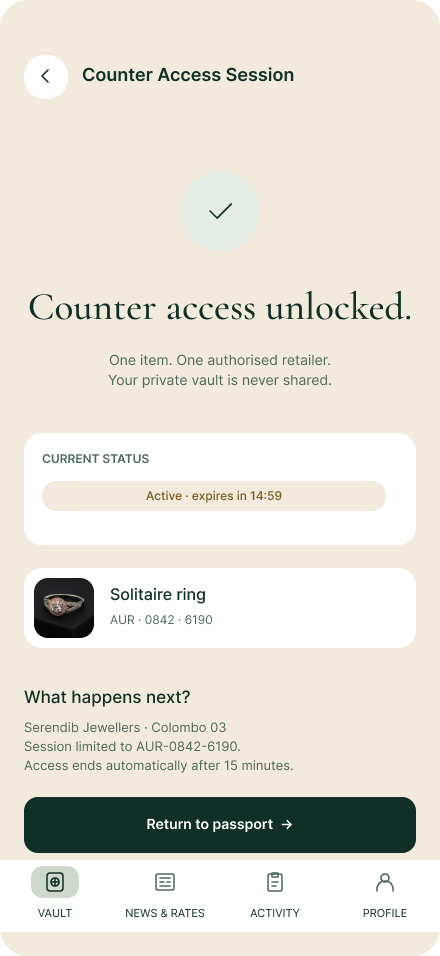 Counter Access Session
Counter access unlocked.
One item. One authorised retailer.
Your private vault is never shared.
CURRENT STATUS
Active · expires in 14:59
Solitaire ring
AUR · 0842 · 6190
What happens next?
Serendib Jewellers · Colombo 03
Session limited to AUR-0842-6190.
Access ends automatically after 15 minutes.
Return to passport →
VAULT
NEWS & RATES
ACTIVITY
PROFILE